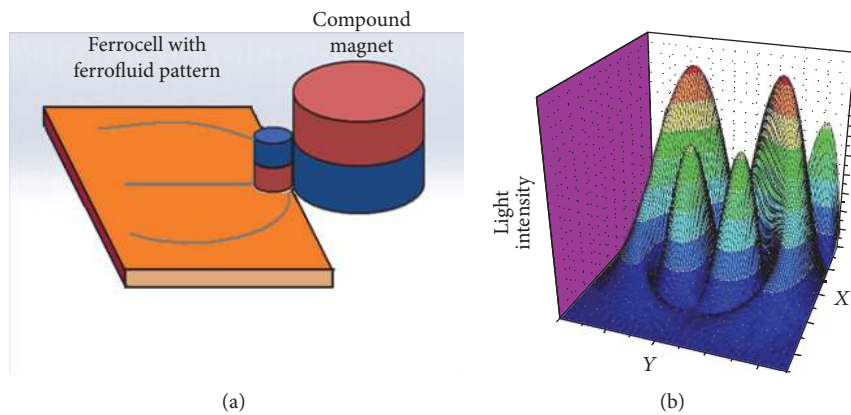 Ferrocell with
ferrofluid pattern
Compound
magnet
Light
intensity
Y
X
(a)
(b)